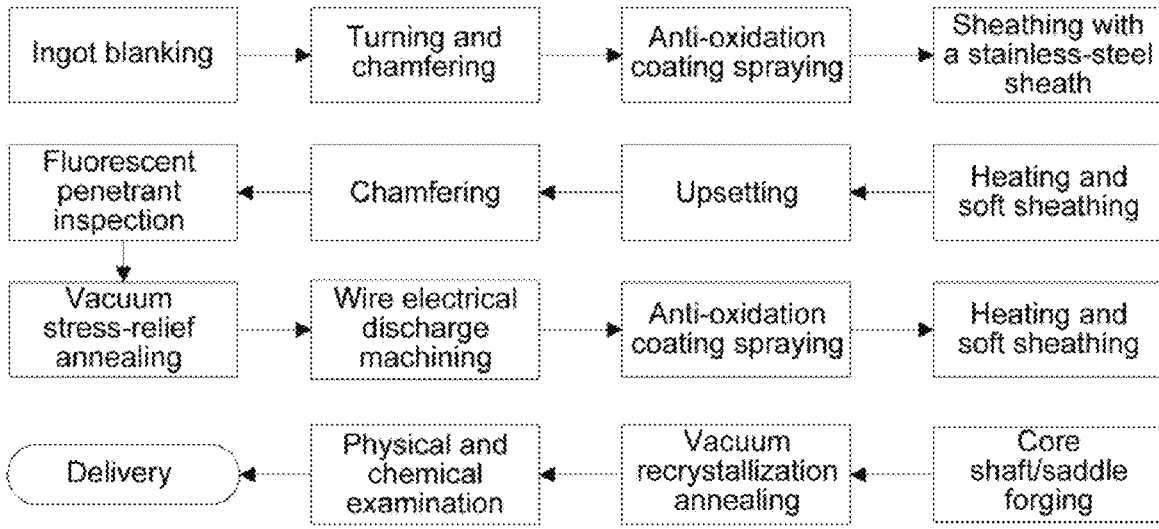 Ingot blanking
Turning and
chamfering
Anti-oxidation
coating spraying
Sheathing with
a stainless-steel
sheath
Fluorescent
penetrant
inspection
Chamfering
Upsetting
Heating and
soft sheathing
Vacuum
stress-relief
annealing
Wire electrical
discharge
machining
Anti-oxidation
coating spraying
Heating and
soft sheathing
Delivery
Physical and
chemical
examination
Vacuum
recrystallization
annealing
Core
shaft/saddle
forging